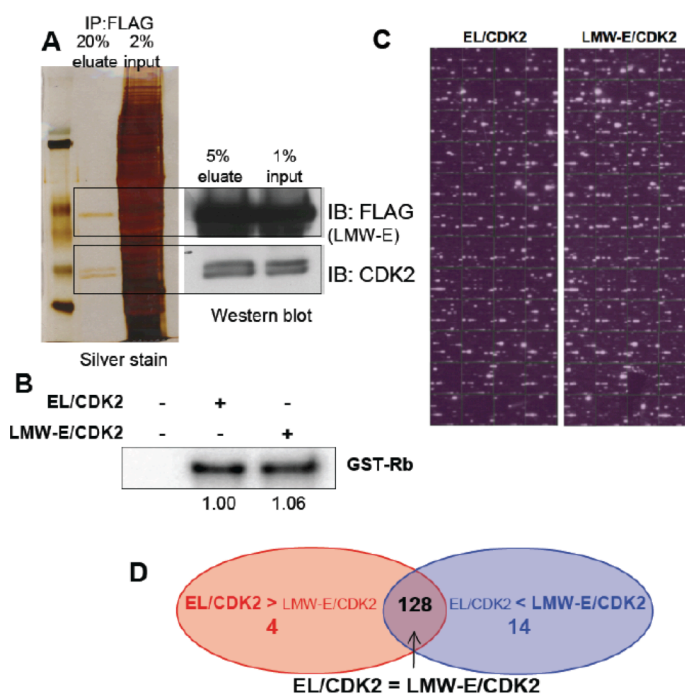 A
IP:FLAG
20% 2%
eluate input
5% 1%
eluate input
IB: FLAG
(LMW-E)
IB: CDK2
Western blot
Silver stain
B
EL/CDK2 - + -
LMW-E/CDK2 - - +
GST-Rb
1.00 1.06
C
EL/CDK2 LMW-E/CDK2
D
EL/CDK2 > LMW-E/CDK2
4
128
EL/CDK2 < LMW-E/CDK2
14
EL/CDK2 = LMW-E/CDK2